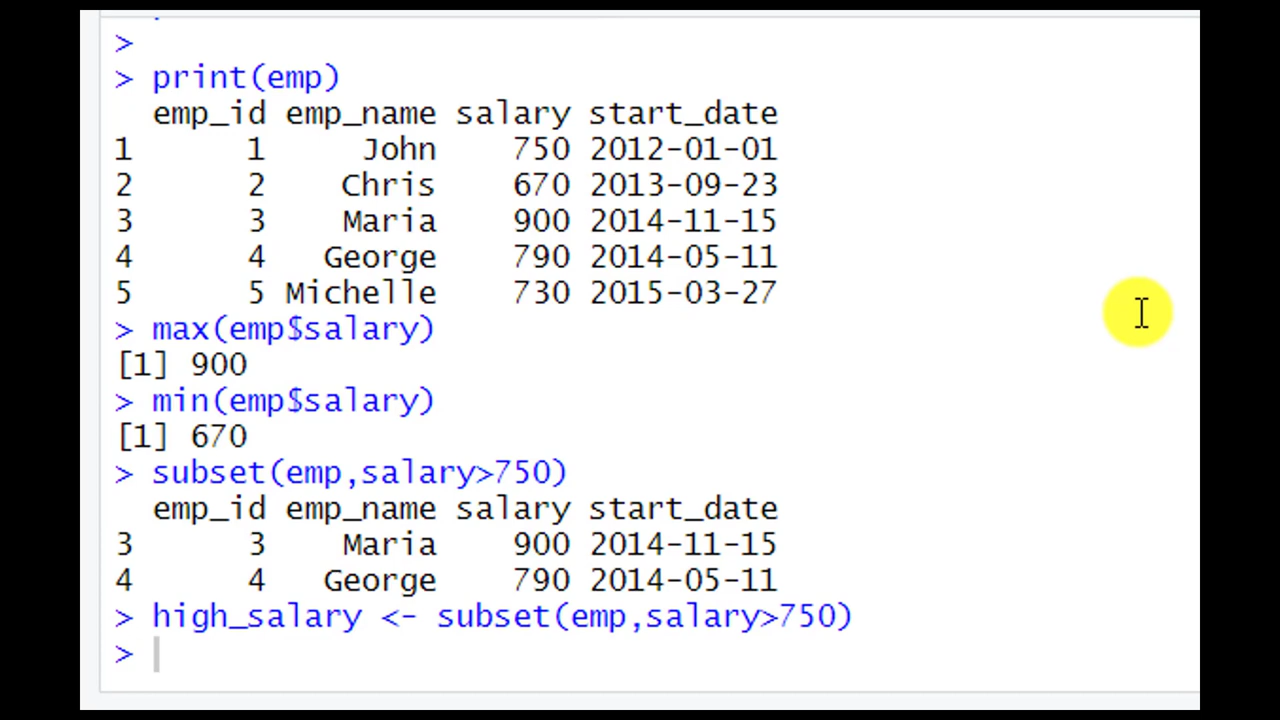 >
> print(emp)
emp_id emp_name salary start_date
1 1 John 750 2012-01-01
2 2 Chris 670 2013-09-23
3 3 Maria 900 2014-11-15
4 4 George 790 2014-05-11
5 5 Michelle 730 2015-03-27
> max(emp$salary)
[1] 900
> min(emp$salary)
[1] 670
> subset(emp,salary>750)
emp_id emp_name salary start_date
3 3 Maria 900 2014-11-15
4 4 George 790 2014-05-11
> high_salary <- subset(emp,salary>750)
>